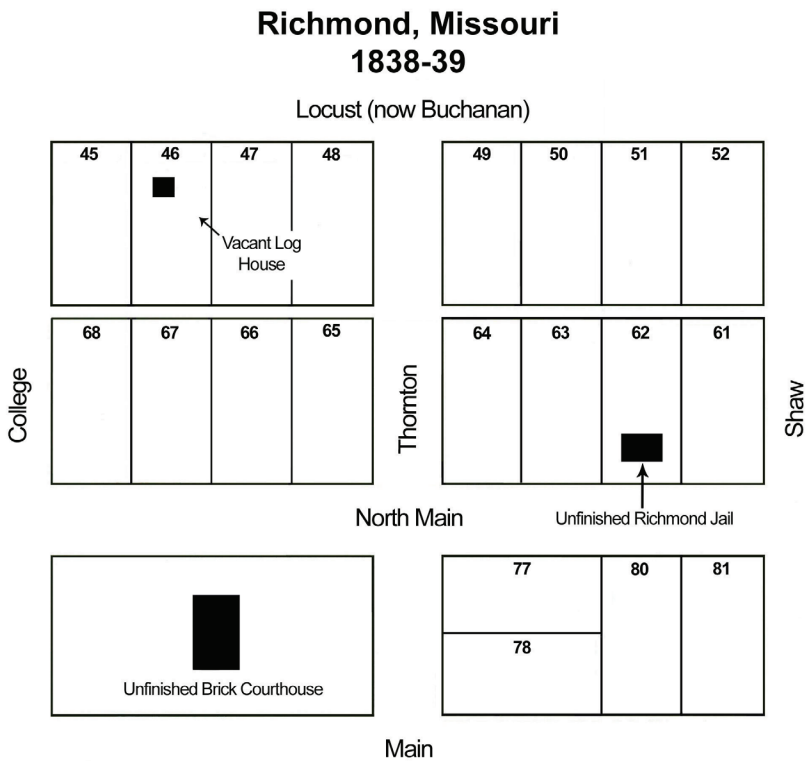 Richmond, Missouri
1838-39
Locust (now Buchanan)
45 46 47 48 49 50 51 52
Vacant Log
House
68 67 66 65 64 63 62 61
College
Thornton
Shaw
North Main
Unfinished Richmond Jail
77 80 81
78
Unfinished Brick Courthouse
Main